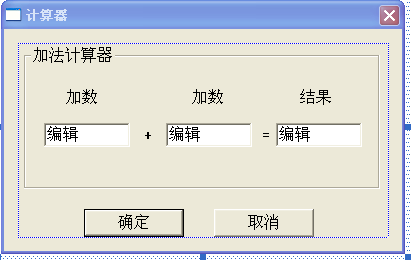 计算器
加法计算器
加数 加数 结果
编辑 + 编辑 = 编辑
确定 取消